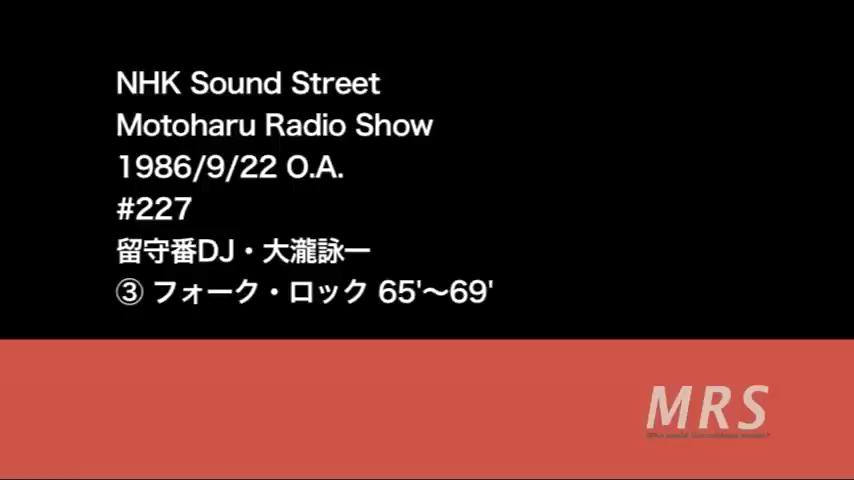 NHK Sound Street
Motoharu Radio Show
1986/9/22 O.A.
#227
留守番DJ・大瀧詠一
③ フォーク・ロック 65'〜69'
MRS